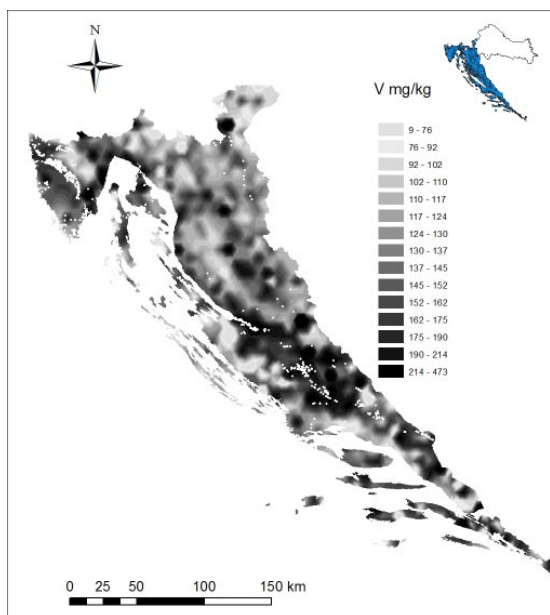 N
V mg/kg
9 - 76
76 - 92
92 - 102
102 - 110
110 - 117
117 - 124
124 - 130
130 - 137
137 - 145
145 - 152
152 - 162
162 - 175
175 - 190
190 - 214
214 - 473
0 25 50 100 150 km